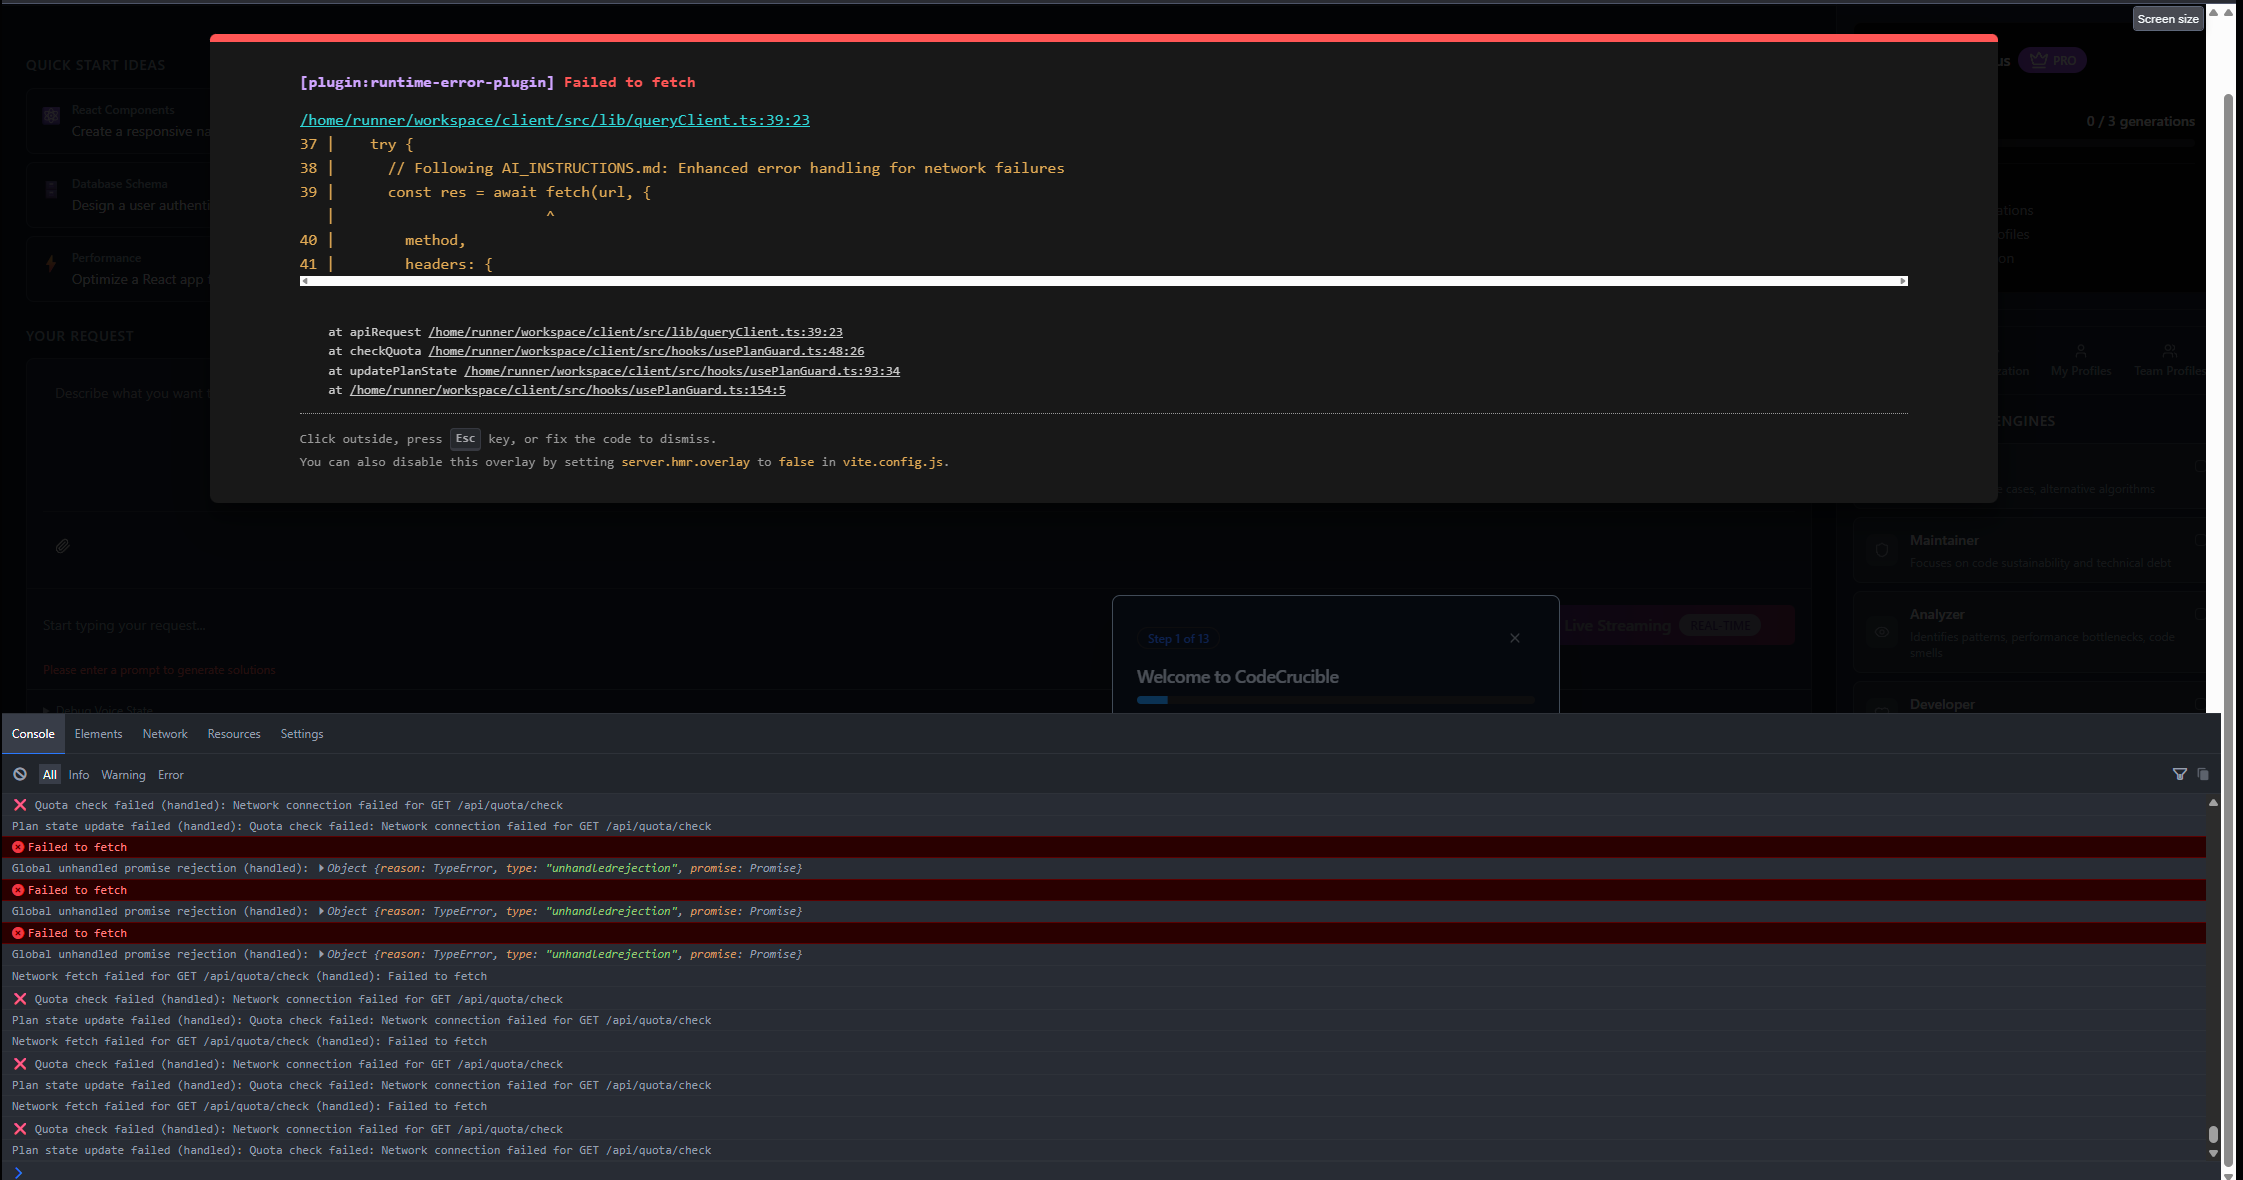 Screen size
[plugin:runtime-error-plugin] Failed to fetch
/home/runner/workspace/client/src/lib/queryClient.ts:39:23
37 |    try {
38 |      // Following AI_INSTRUCTIONS.md: Enhanced error handling for network failures
39 |      const res = await fetch(url, {
   |                        ^
40 |        method,
41 |        headers: {
at apiRequest /home/runner/workspace/client/src/lib/queryClient.ts:39:23
at checkQuota /home/runner/workspace/client/src/hooks/usePlanGuard.ts:48:26
at updatePlanState /home/runner/workspace/client/src/hooks/usePlanGuard.ts:93:34
at /home/runner/workspace/client/src/hooks/usePlanGuard.ts:154:5
Click outside, press Esc key, or fix the code to dismiss.
You can also disable this overlay by setting server.hmr.overlay to false in vite.config.js.
QUICK START IDEAS
React Components
Create a responsive na
Database Schema
Design a user authenti
Performance
Optimize a React app
YOUR REQUEST
Describe what you want t
Start typing your request...
Please enter a prompt to generate solutions
Debug Voice State
Step 1 of 13
Welcome to CodeCrucible
Live Streaming REAL-TIME
us PRO
0 / 3 generations
ations
ofiles
on
ration My Profiles Team Profiles
ENGINES
e cases, alternative algorithms
Maintainer
Focuses on code sustainability and technical debt
Analyzer
Identifies patterns, performance bottlenecks, code
smells
Developer
Console Elements Network Resources Settings
All Info Warning Error
❌ Quota check failed (handled): Network connection failed for GET /api/quota/check
Plan state update failed (handled): Quota check failed: Network connection failed for GET /api/quota/check
Failed to fetch
Global unhandled promise rejection (handled): Object {reason: TypeError, type: "unhandledrejection", promise: Promise}
Failed to fetch
Global unhandled promise rejection (handled): Object {reason: TypeError, type: "unhandledrejection", promise: Promise}
Failed to fetch
Global unhandled promise rejection (handled): Object {reason: TypeError, type: "unhandledrejection", promise: Promise}
Network fetch failed for GET /api/quota/check (handled): Failed to fetch
❌ Quota check failed (handled): Network connection failed for GET /api/quota/check
Plan state update failed (handled): Quota check failed: Network connection failed for GET /api/quota/check
Network fetch failed for GET /api/quota/check (handled): Failed to fetch
❌ Quota check failed (handled): Network connection failed for GET /api/quota/check
Plan state update failed (handled): Quota check failed: Network connection failed for GET /api/quota/check
Network fetch failed for GET /api/quota/check (handled): Failed to fetch
❌ Quota check failed (handled): Network connection failed for GET /api/quota/check
Plan state update failed (handled): Quota check failed: Network connection failed for GET /api/quota/check